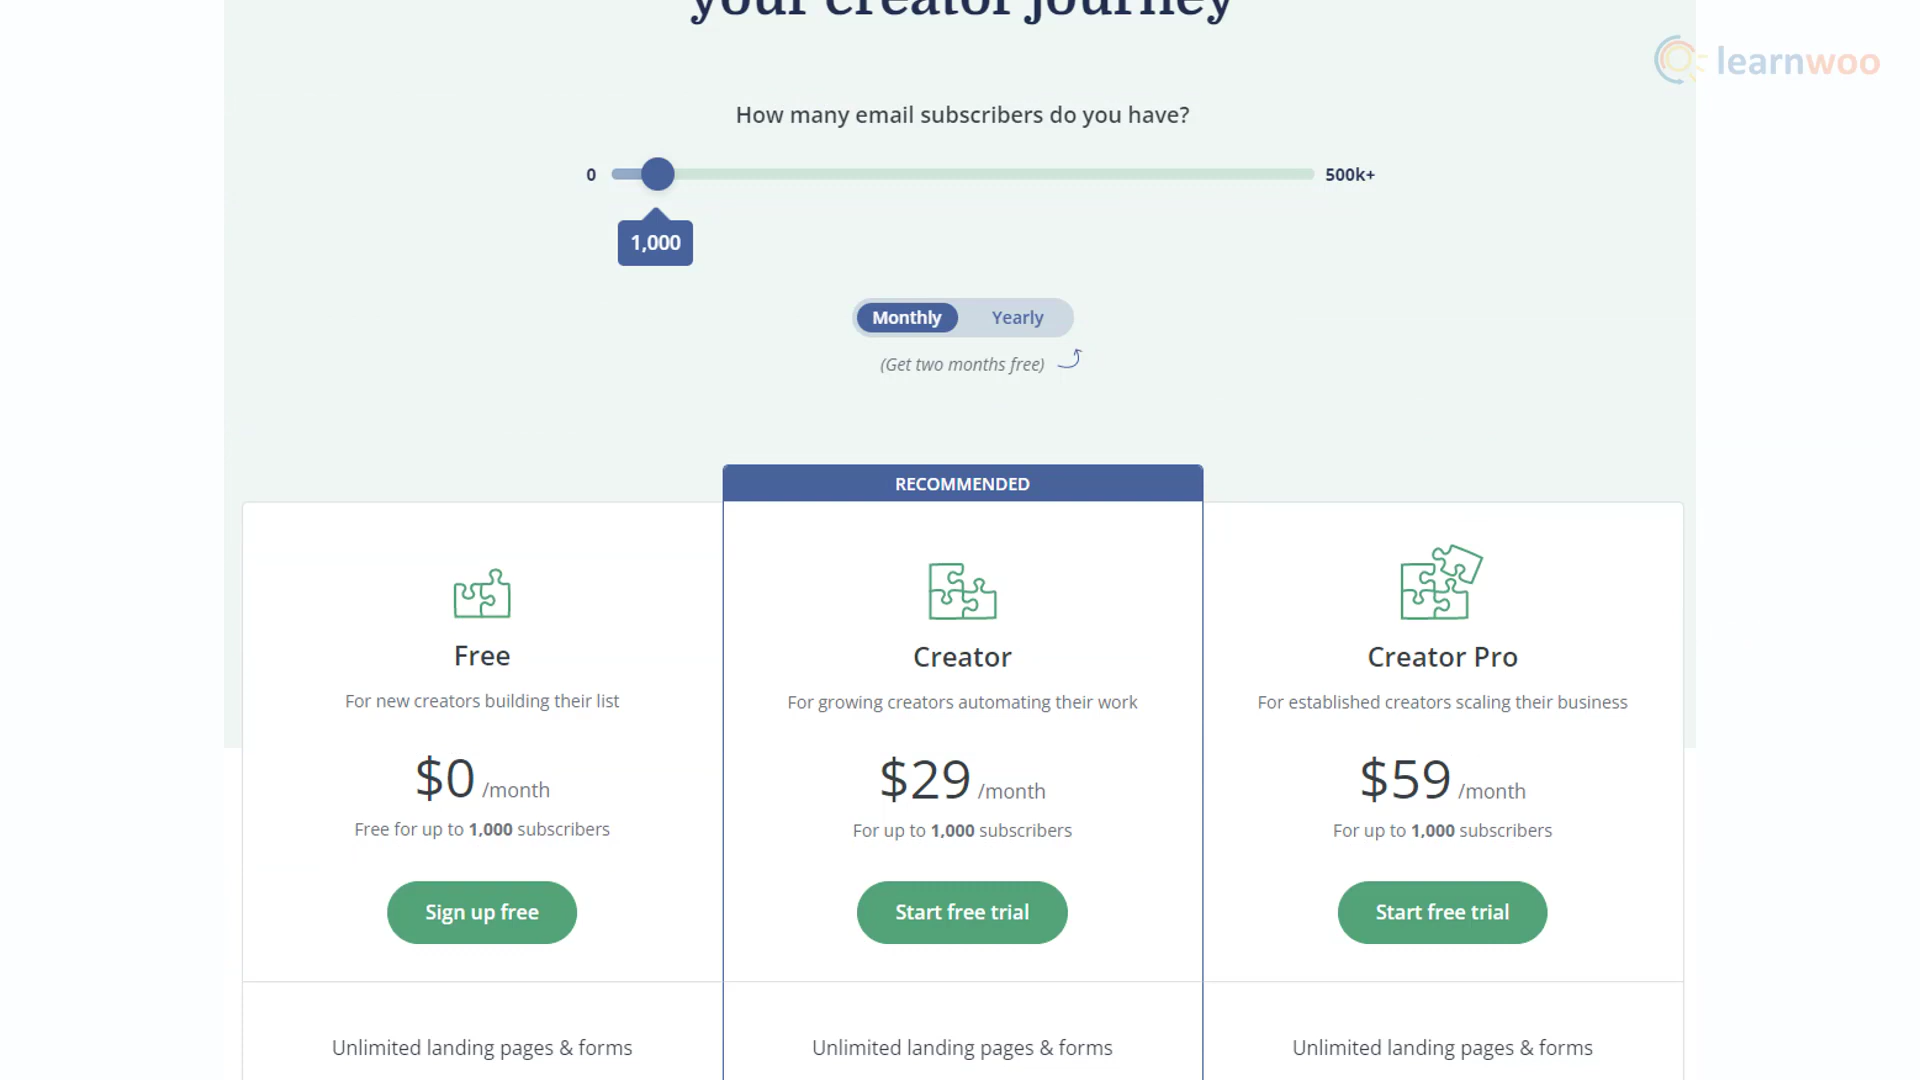 your creator journey
learnwoo
How many email subscribers do you have?
0 500k+
1,000
Monthly Yearly
(Get two months free)
RECOMMENDED
Free
For new creators building their list
$0 /month
Free for up to 1,000 subscribers
Sign up free
Unlimited landing pages & forms
Creator
For growing creators automating their work
$29 /month
For up to 1,000 subscribers
Start free trial
Unlimited landing pages & forms
Creator Pro
For established creators scaling their business
$59 /month
For up to 1,000 subscribers
Start free trial
Unlimited landing pages & forms